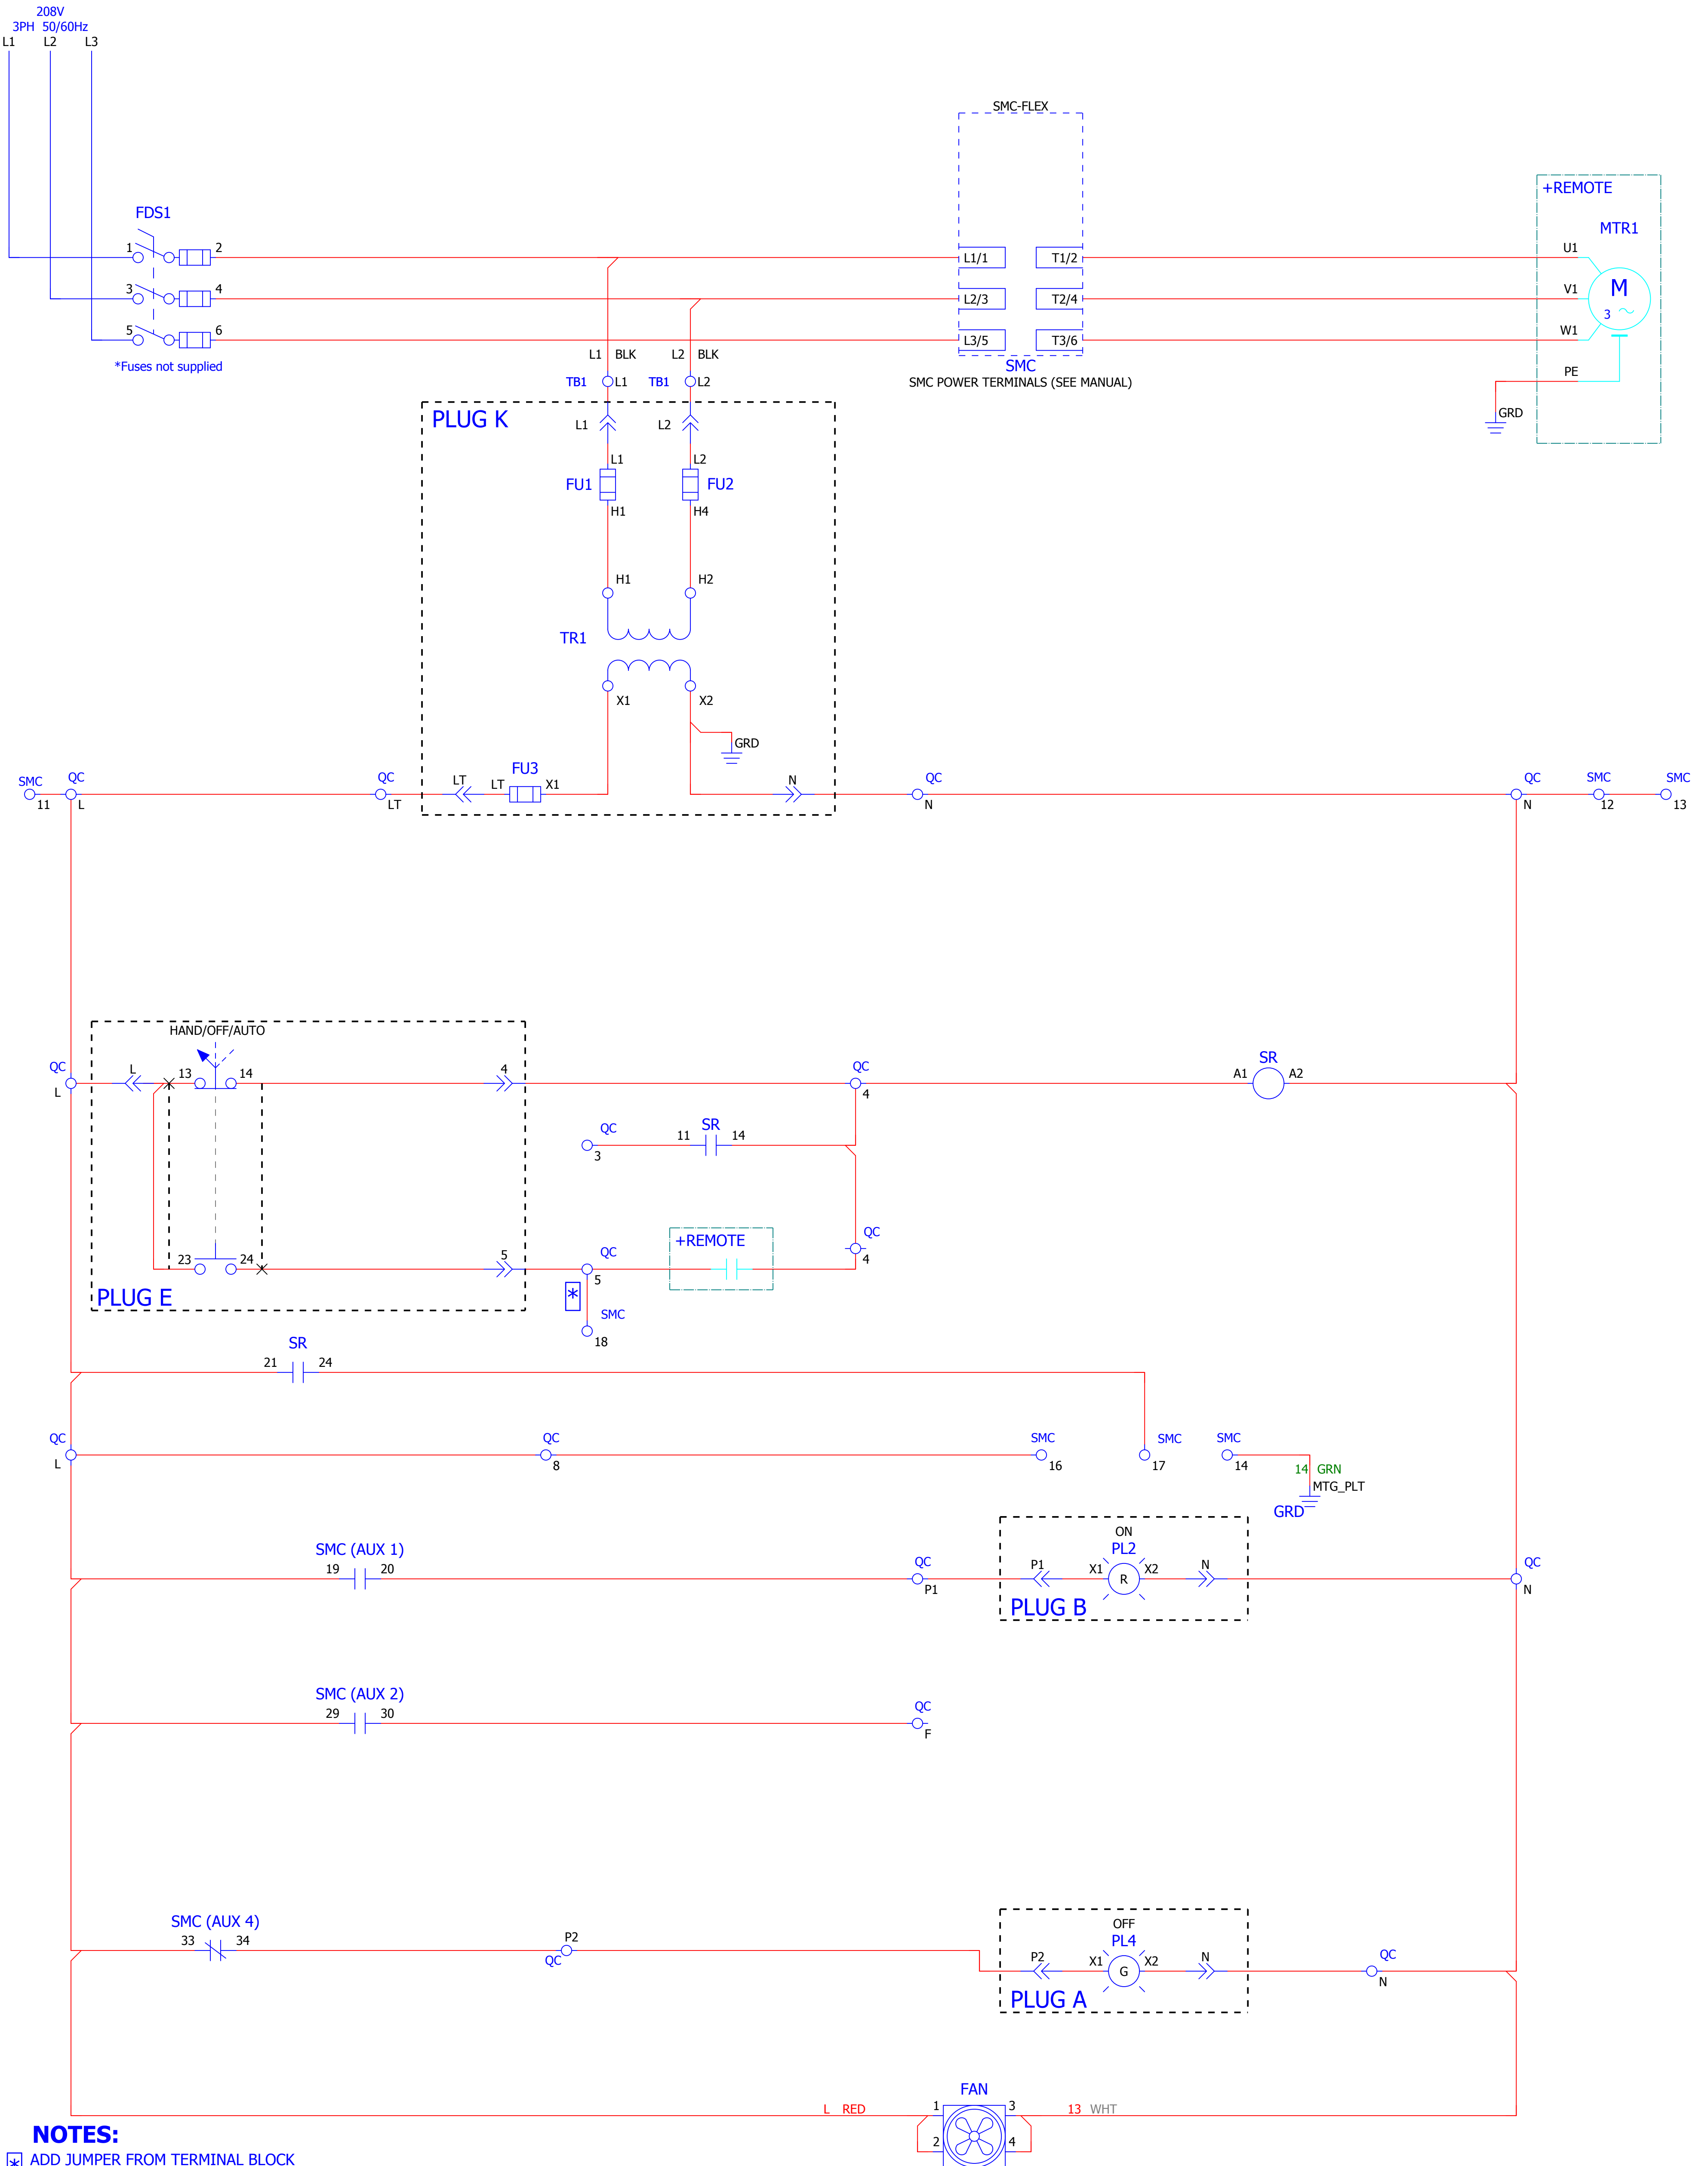 208V
3PH 50/60Hz
L1 L2 L3
SMC-FLEX
+REMOTE
FDS1
MTR1
1 2
L1/1 T1/2
U1
3 4
L2/3 T2/4
V1
M
3
5 6
L3/5 T3/6
W1
*Fuses not supplied
L1 BLK L2 BLK
SMC
PE
TB1 L1 TB1 L2
SMC POWER TERMINALS (SEE MANUAL)
PLUG K
L1 L2
GRD
L1 L2
FU1 FU2
H1 H4
H1 H2
TR1
X1 X2
GRD
SMC QC QC LT LT FU3 X1 N QC QC SMC SMC
11 L LT N N 12 13
HAND/OFF/AUTO
QC L 13 14 4 QC A1 SR A2
L 4
QC 11 SR 14
3
+REMOTE QC
23 24 5 QC 4
5
PLUG E
*
SMC
18
SR
21 24
QC QC SMC SMC SMC
L 8 16 17 14
14 GRN
MTG_PLT
GRD
ON
SMC (AUX 1) PL2
19 20 QC P1 X1 R X2 N QC
P1 N
PLUG B
SMC (AUX 2)
29 30 QC
F
OFF
SMC (AUX 4) PL4
33 34 P2
QC
P2 X1 G X2 N QC
N
PLUG A
FAN
L RED 1 3 13 WHT
2 4
NOTES:
* ADD JUMPER FROM TERMINAL BLOCK